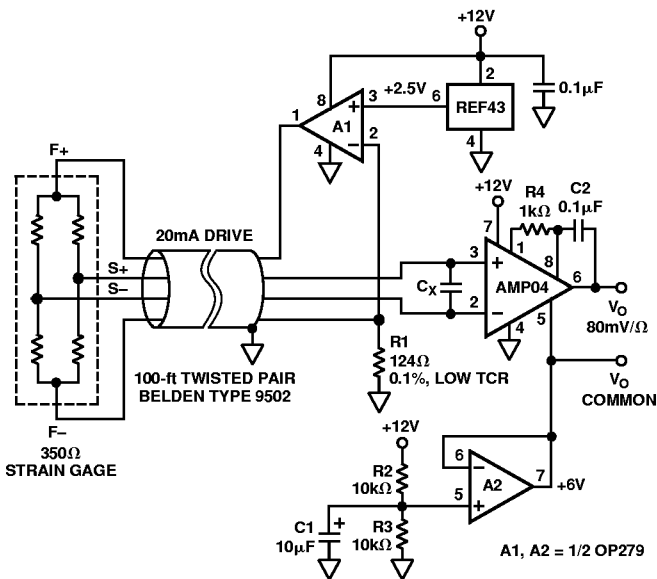 +12V
2
+2.5V
6
REF43
0.1µF
4
8
3
+
A1
1
2
–
4
F+
20mA DRIVE
S+
S–
+12V
R4
1kΩ
C2
0.1µF
7
1
8
3
+
AMP04
6
CX
2
–
5
4
VO
80mV/Ω
R1
124Ω
0.1%, LOW TCR
VO
COMMON
100-ft TWISTED PAIR
BELDEN TYPE 9502
F–
350Ω
STRAIN GAGE
+12V
R2
10kΩ
6
–
A2
7
+6V
5
+
C1
10µF
+
R3
10kΩ
A1, A2 = 1/2 OP279